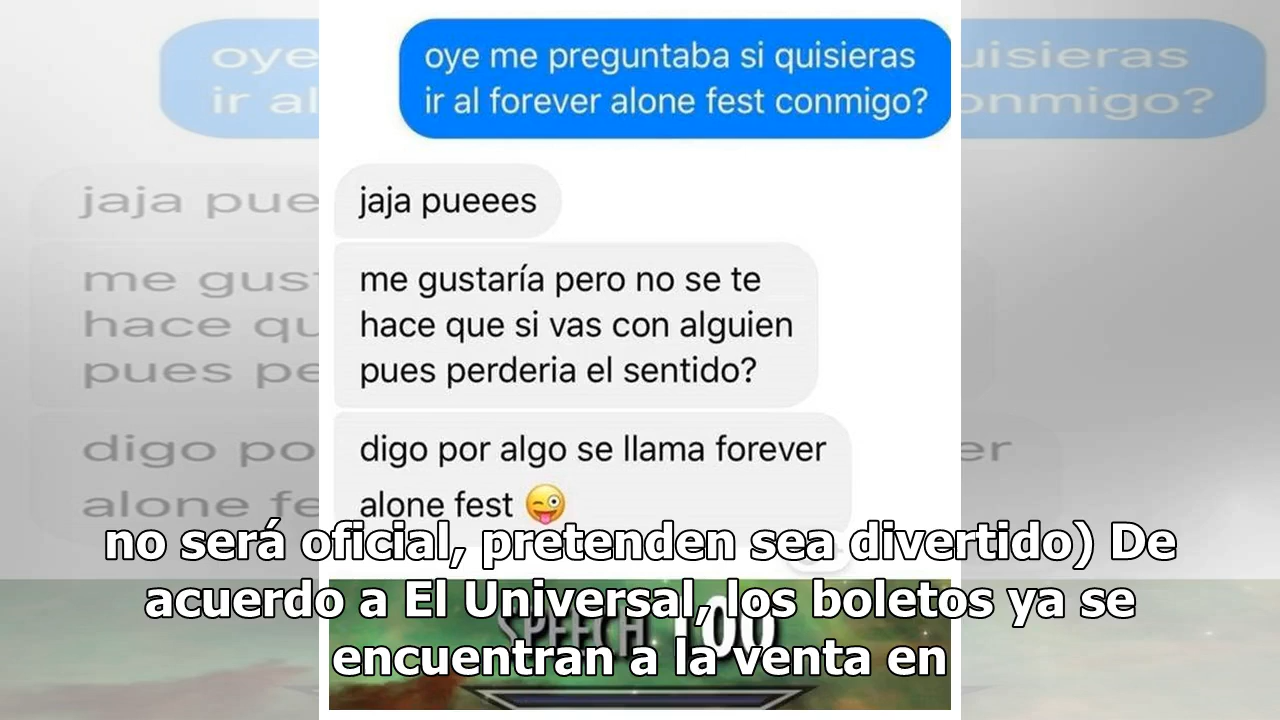 oye me preguntaba si quisieras
ir al forever alone fest conmigo?
jaja pueees
me gustaría pero no se te
hace que si vas con alguien
pues perderia el sentido?
digo por algo se llama forever
alone fest 😜
no será oficial, pretenden sea divertido) De
acuerdo a El Universal, los boletos ya se
encuentran a la venta en
SPEECH 100